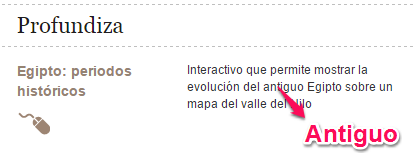 Profundiza
Egipto: periodos
históricos
Interactivo que permite mostrar la
evolución del antiguo Egipto sobre un
mapa del valle del Nilo
Antiguo